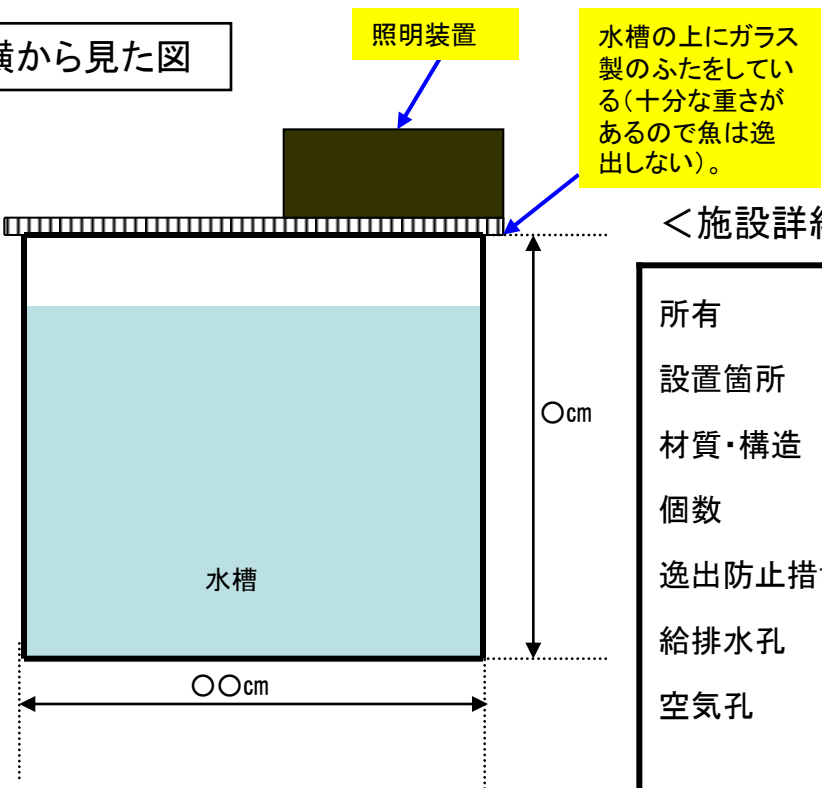 横から見た図
照明装置
水槽の上にガラス
製のふたをしてい
る(十分な重さが
あるので魚は逸
出しない)。
<施設詳細
所有
設置箇所
材質・構造
個数
逸出防止措
給排水孔
空気孔
〇cm
水槽
〇〇cm